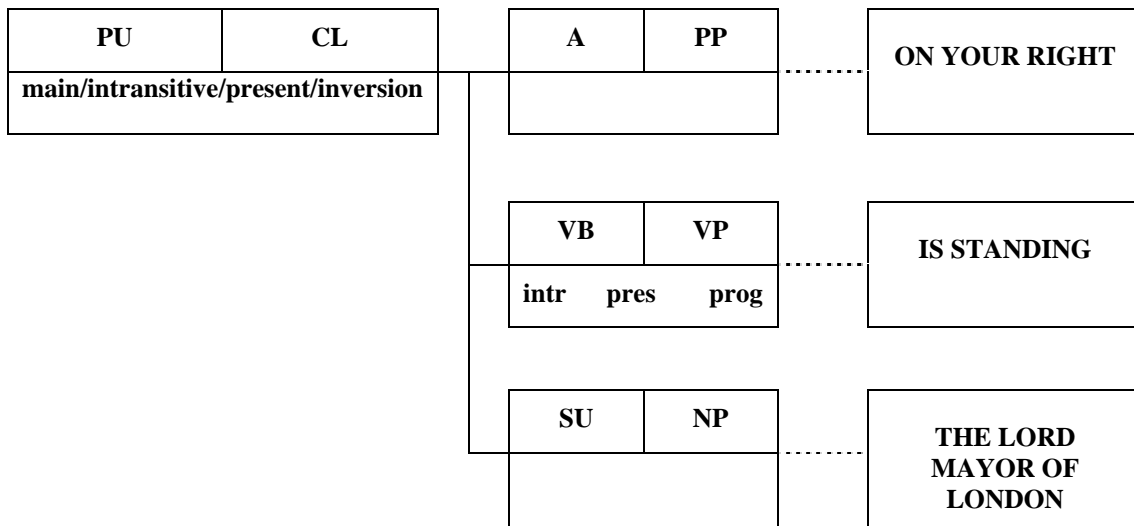 PU CL A PP ON YOUR RIGHT
main/intransitive/present/inversion
VB VP IS STANDING
intr pres prog
SU NP THE LORD
MAYOR OF
LONDON